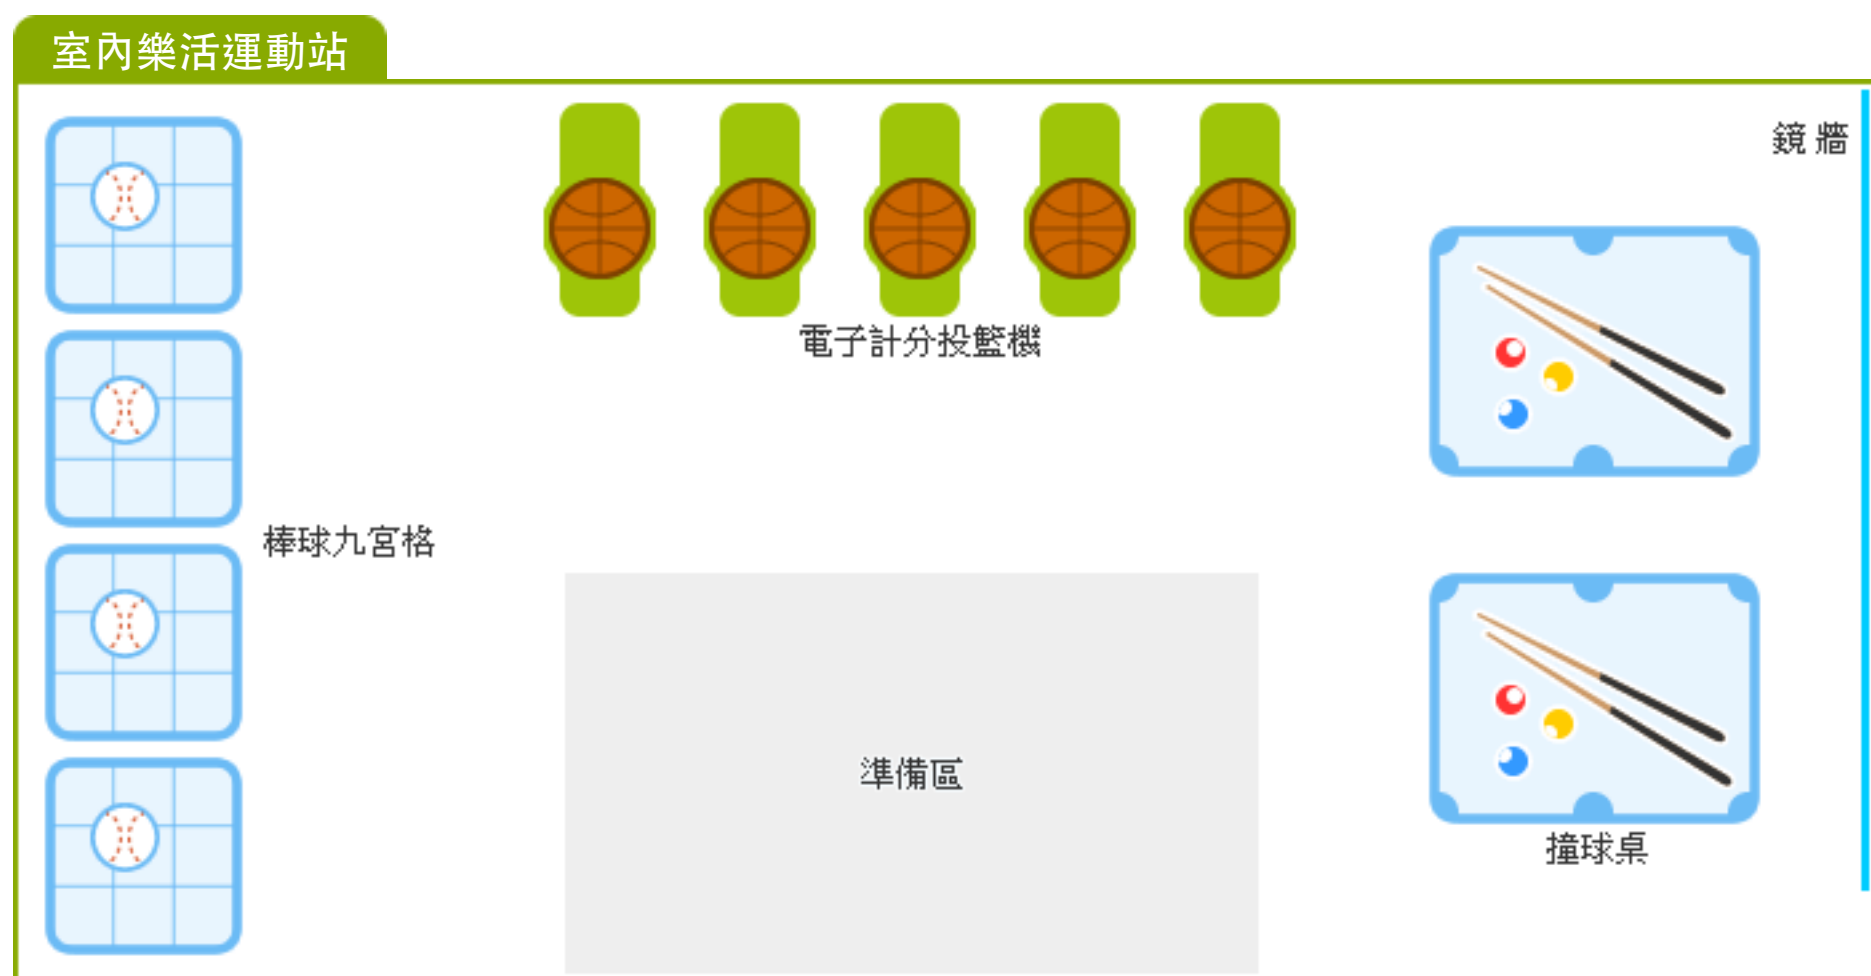 室內樂活運動站
鏡牆
電子計分投籃機
棒球九宮格
準備區
撞球桌